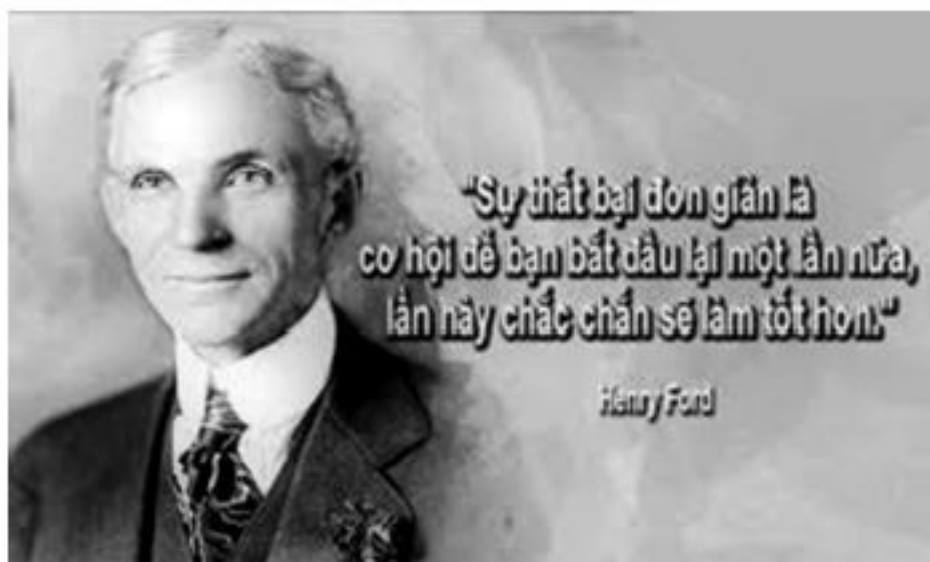 "Sự thất bại đơn giản là
cơ hội để bạn bắt đầu lại một lần nữa,
lần này chắc chắn sẽ làm tốt hơn."
Henry Ford